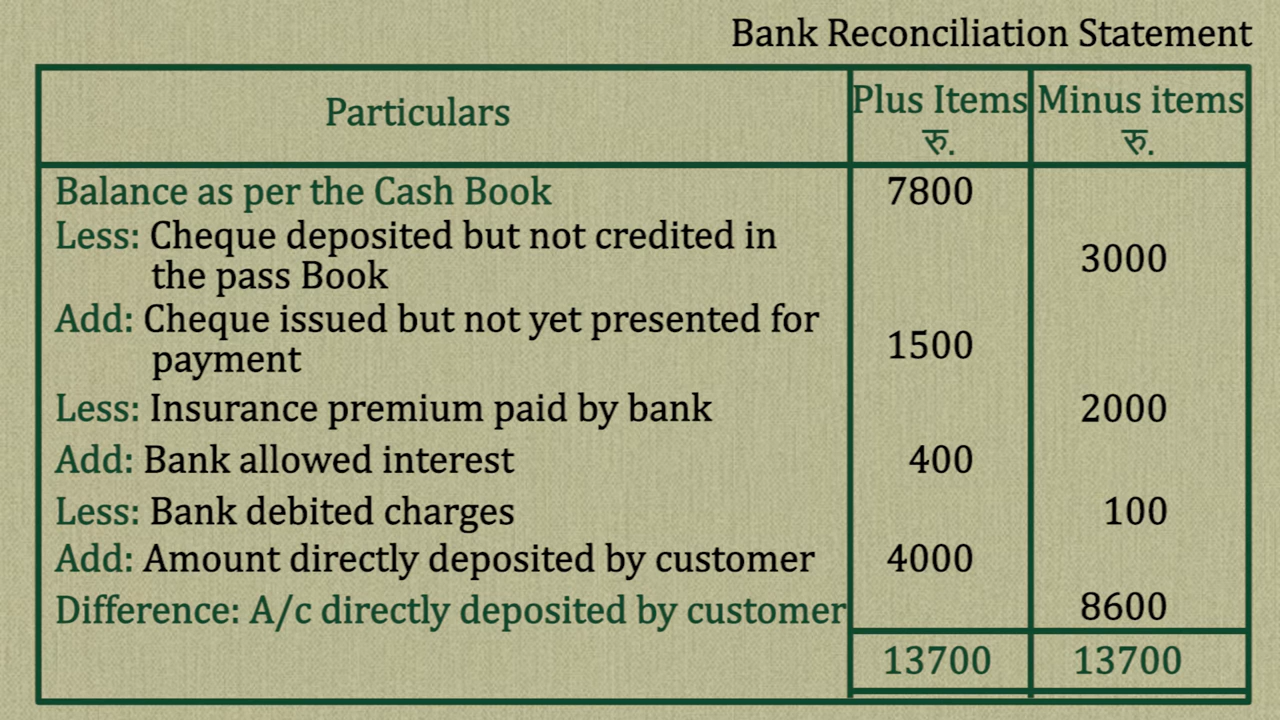 Bank Reconciliation Statement
Particulars Plus Items Minus items
रु. रु.
Balance as per the Cash Book 7800
Less: Cheque deposited but not credited in
the pass Book 3000
Add: Cheque issued but not yet presented for
payment 1500
Less: Insurance premium paid by bank 2000
Add: Bank allowed interest 400
Less: Bank debited charges 100
Add: Amount directly deposited by customer 4000
Difference: A/c directly deposited by customer 8600
13700 13700